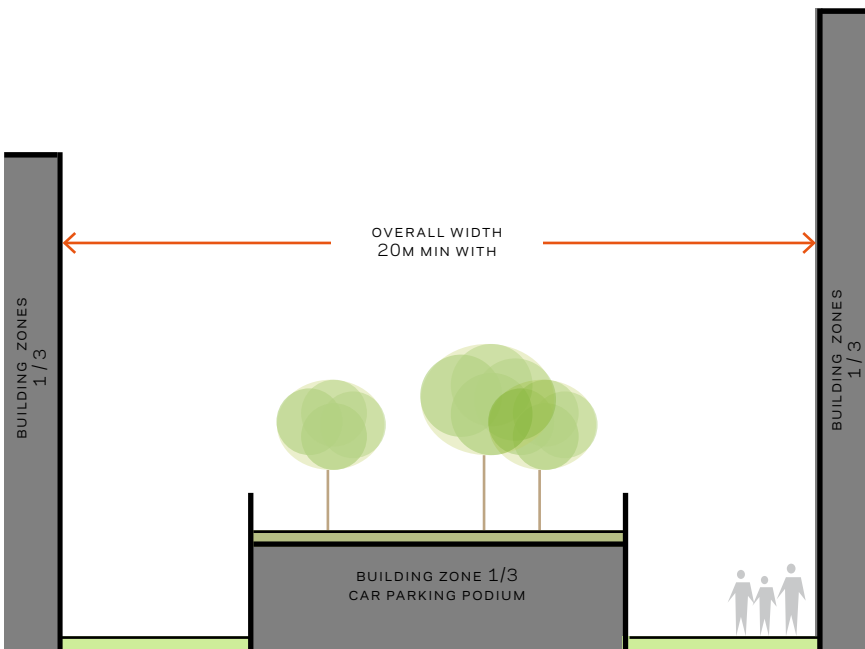 OVERALL WIDTH
20M MIN WITH
BUILDING ZONES
1/3
BUILDING ZONES
1/3
BUILDING ZONE 1/3
CAR PARKING PODIUM